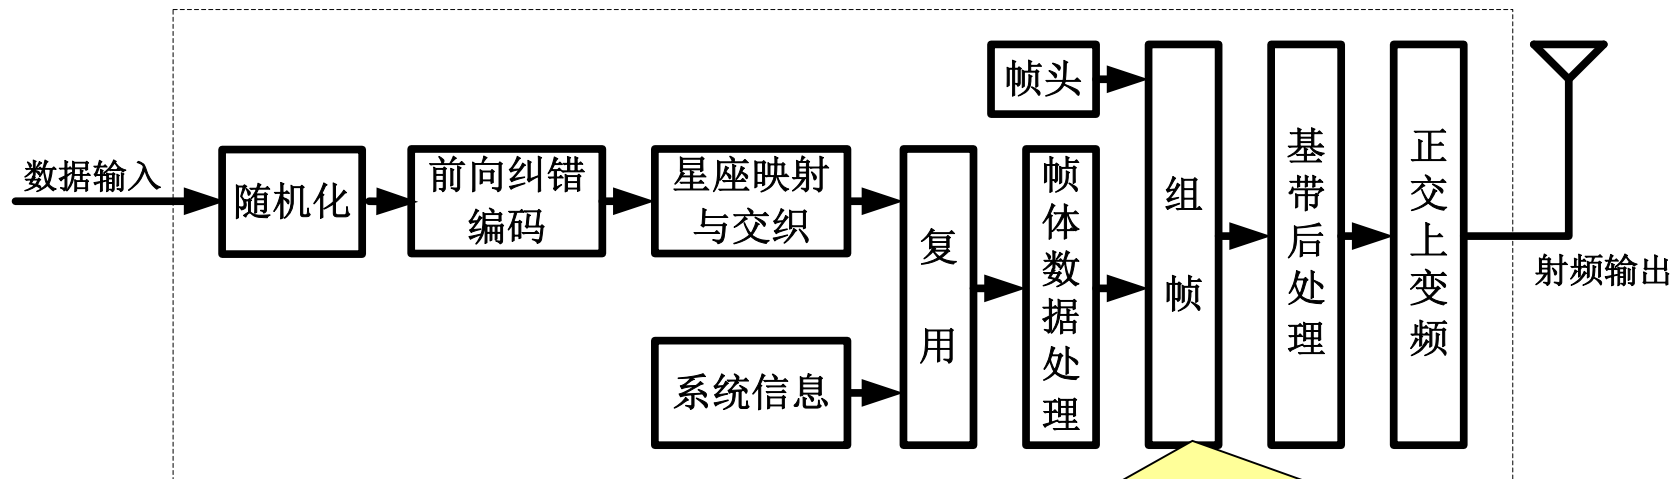 数据输入
随机化
前向纠错
编码
星座映射
与交织
系统信息
复用
帧头
帧体数据处理
组帧
基带后处理
正交上变频
射频输出